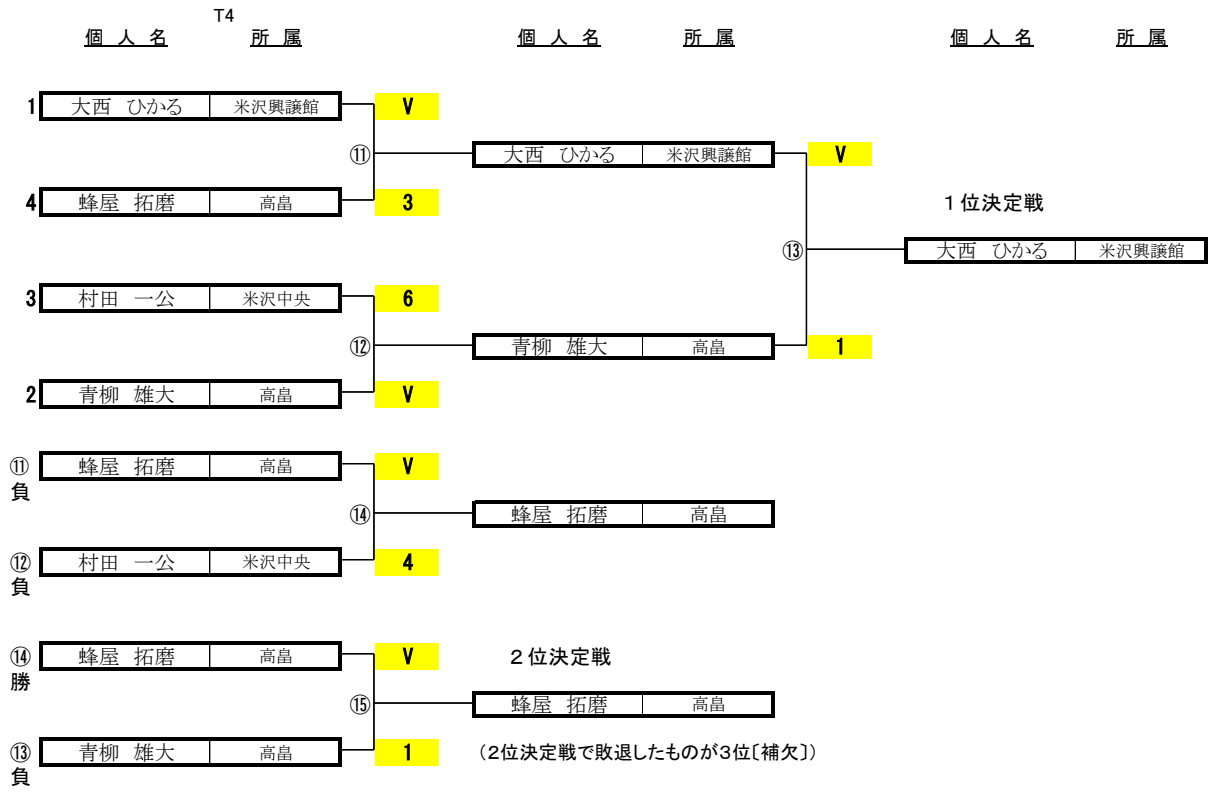 T4
個 人 名 所 属 個 人 名 所 属 個 人 名 所 属
1 大西 ひかる 米沢興譲館 V
⑪ 大西 ひかる 米沢興譲館 V
4 蜂屋 拓磨 高畠 3
1位決定戦
⑬ 大西 ひかる 米沢興譲館
3 村田 一公 米沢中央 6
⑫ 青柳 雄大 高畠 1
2 青柳 雄大 高畠 V
⑪ 蜂屋 拓磨 高畠 V
負
⑭ 蜂屋 拓磨 高畠
⑫ 村田 一公 米沢中央 4
負
⑭ 蜂屋 拓磨 高畠 V 2位決定戦
勝
⑮ 蜂屋 拓磨 高畠
⑬ 青柳 雄大 高畠 1 (2位決定戦で敗退したものが3位〔補欠〕)
負